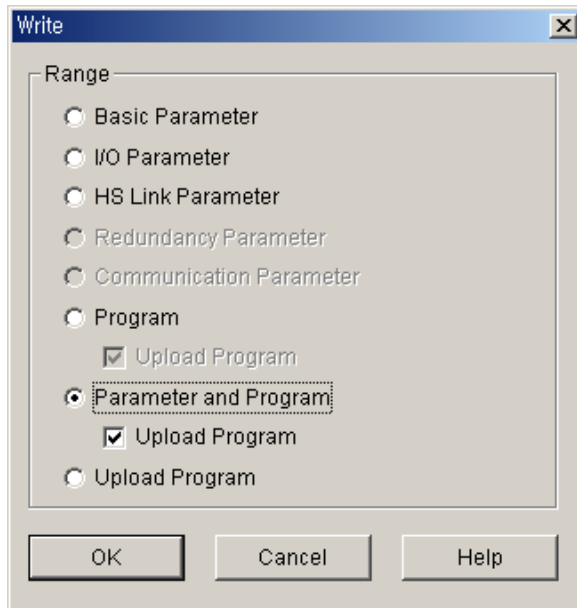 Write
Range
Basic Parameter
I/O Parameter
HS Link Parameter
Redundancy Parameter
Communication Parameter
Program
Upload Program
Parameter and Program
Upload Program
Upload Program
OK Cancel Help